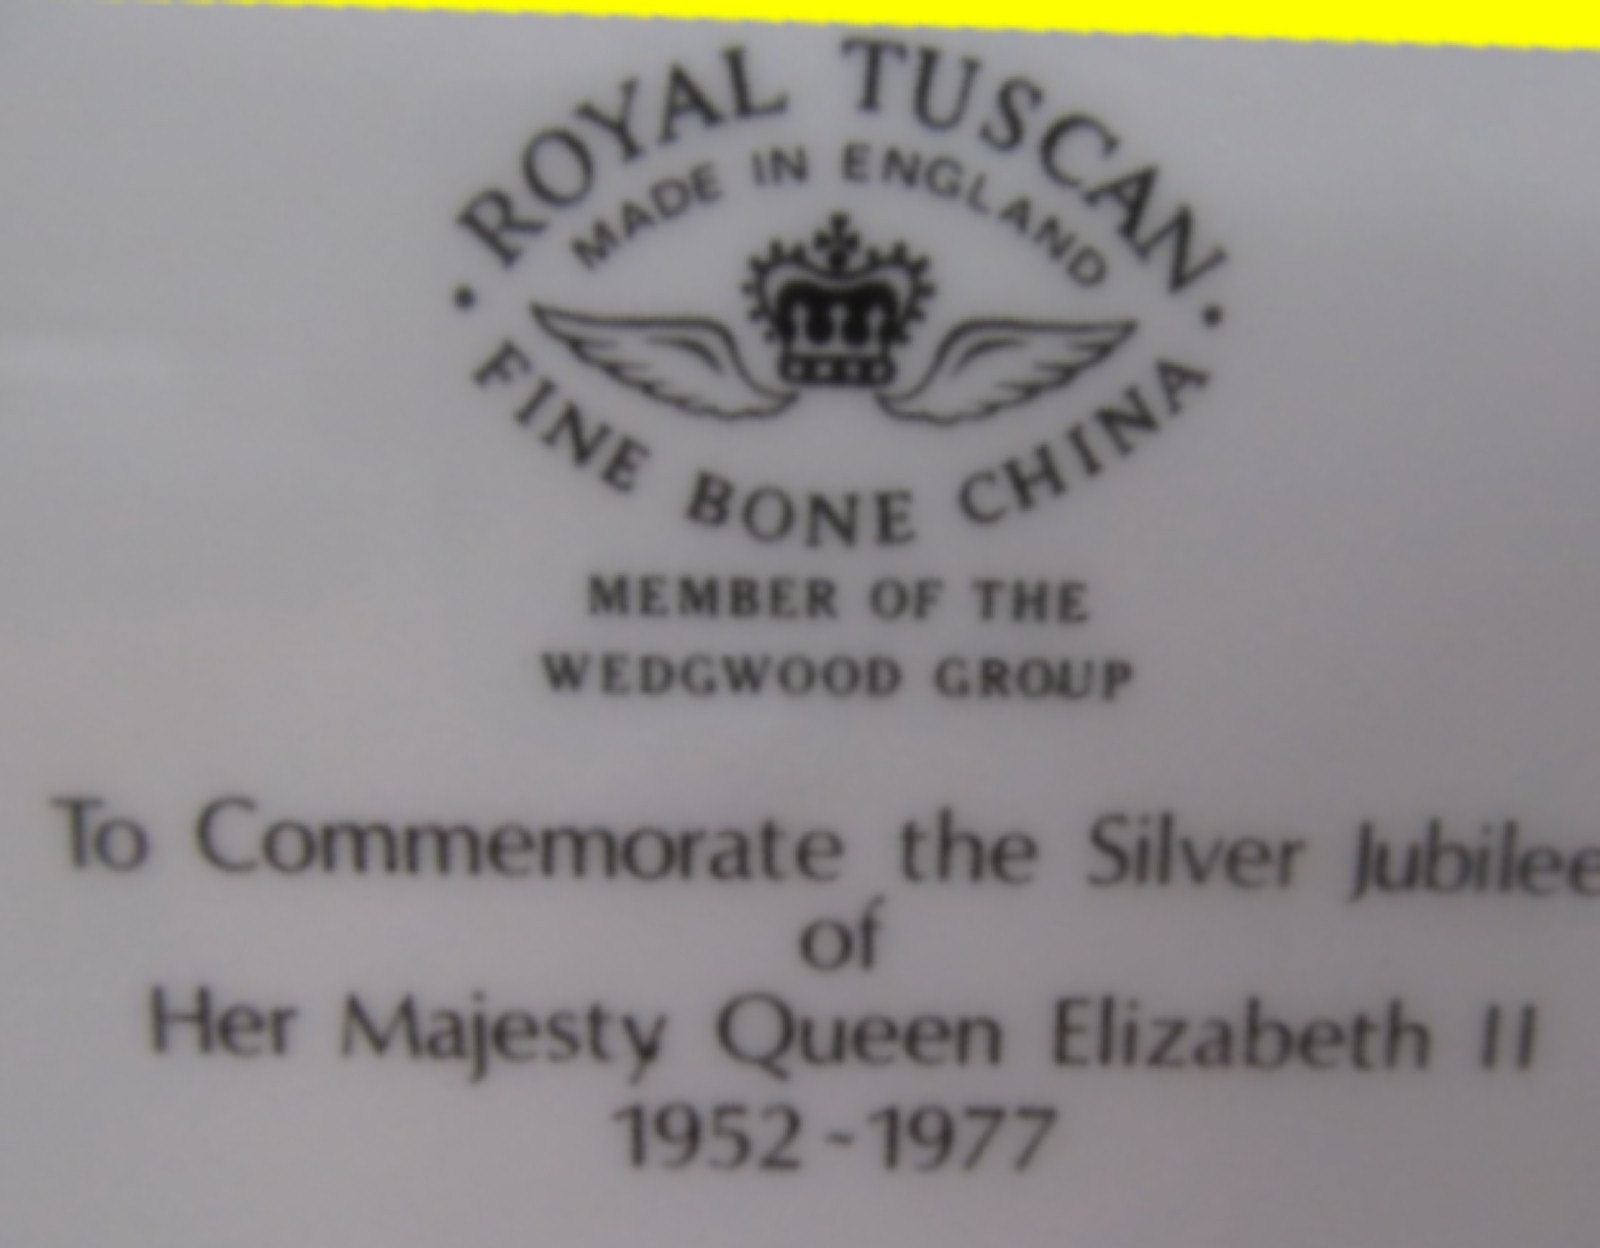 ROYAL TUSCAN
MADE IN ENGLAND
FINE BONE CHINA
MEMBER OF THE
WEDGWOOD GROUP
To Commemorate the Silver Jubilee
of
Her Majesty Queen Elizabeth II
1952~1977